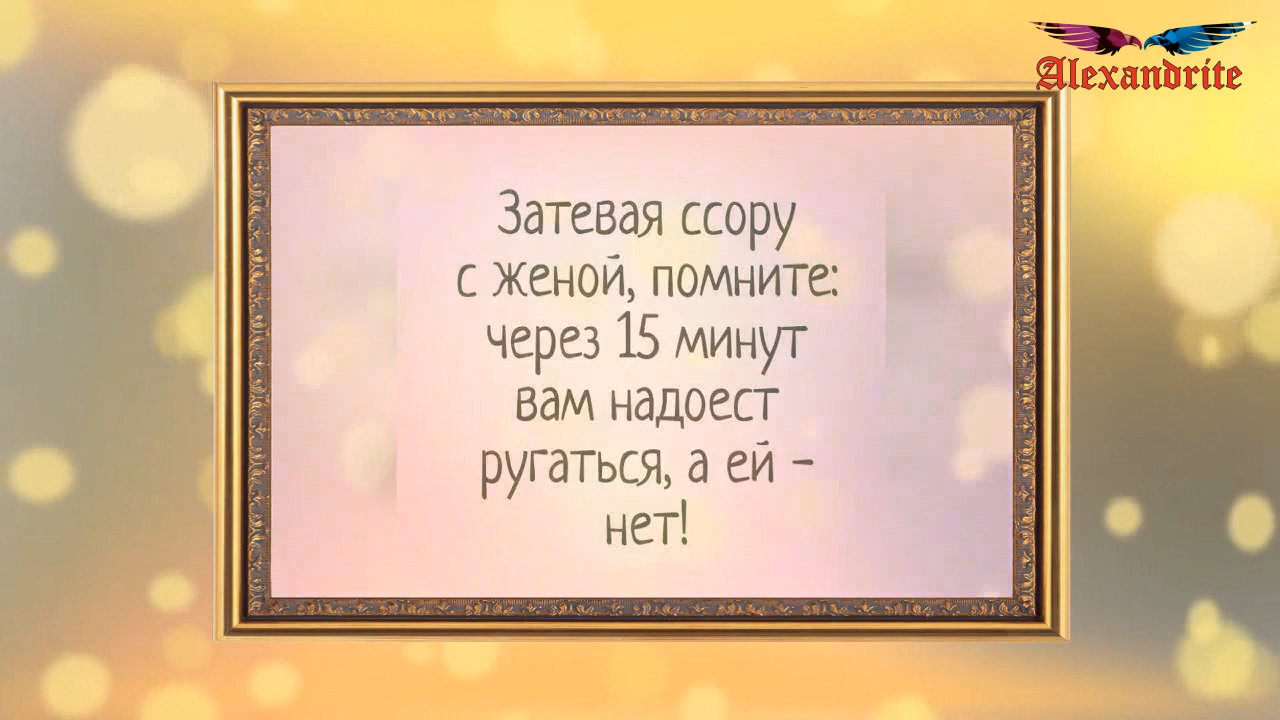 Alexandrite
Затевая ссору
с женой, помните:
через 15 минут
вам надоест
ругаться, а ей -
нет!